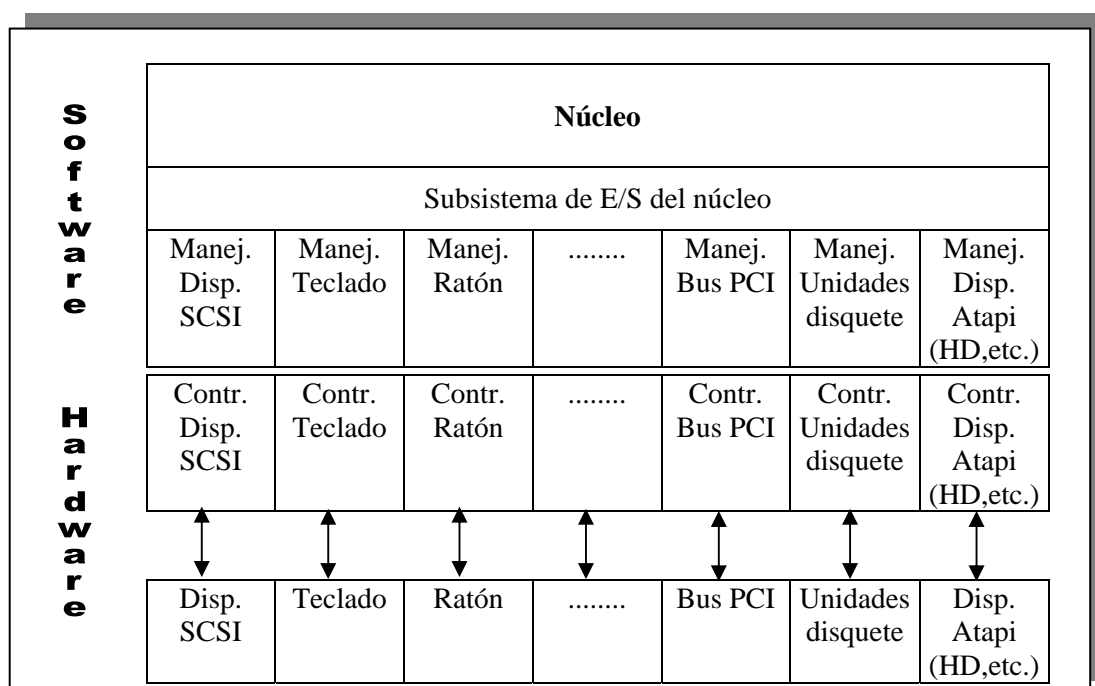 Software
Núcleo
Subsistema de E/S del núcleo
Manej. Manej. Manej. ........ Manej. Manej. Manej.
Disp. Teclado Ratón Bus PCI Unidades Disp.
SCSI disquete Atapi
(HD,etc.)
Hardware
Contr. Contr. Contr. ........ Contr. Contr. Contr.
Disp. Teclado Ratón Bus PCI Unidades Disp.
SCSI disquete Atapi
(HD,etc.)
Disp. Teclado Ratón ........ Bus PCI Unidades Disp.
SCSI disquete Atapi
(HD,etc.)